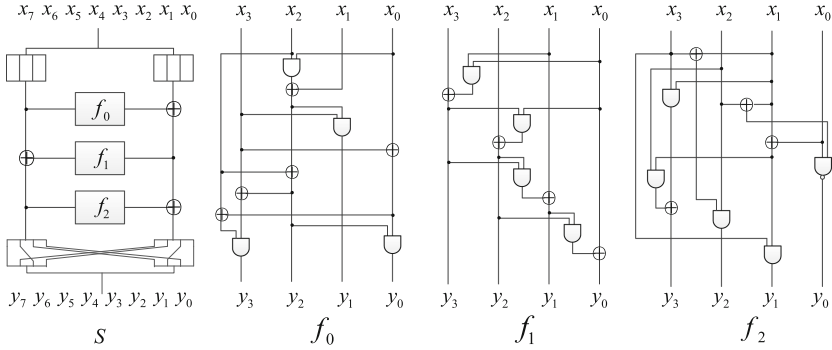 x₇ x₆ x₅ x₄ x₃ x₂ x₁ x₀
f₀
f₁
f₂
y₇ y₆ y₅ y₄ y₃ y₂ y₁ y₀
S
x₃ x₂ x₁ x₀
y₃ y₂ y₁ y₀
f₀
x₃ x₂ x₁ x₀
y₃ y₂ y₁ y₀
f₁
x₃ x₂ x₁ x₀
y₃ y₂ y₁ y₀
f₂